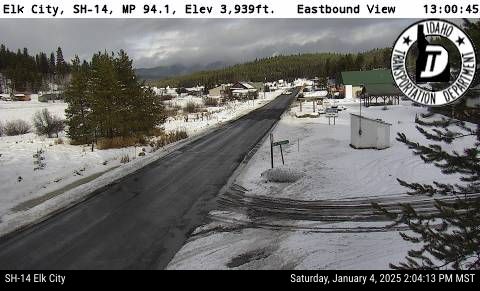 Elk City, SH-14, MP 94.1, Elev 3,939ft. Eastbound View 13:00:45
IDAHO
TRANSPORTATION DEPARTMENT
SH-14 Elk City Saturday, January 4, 2025 2:04:13 PM MST